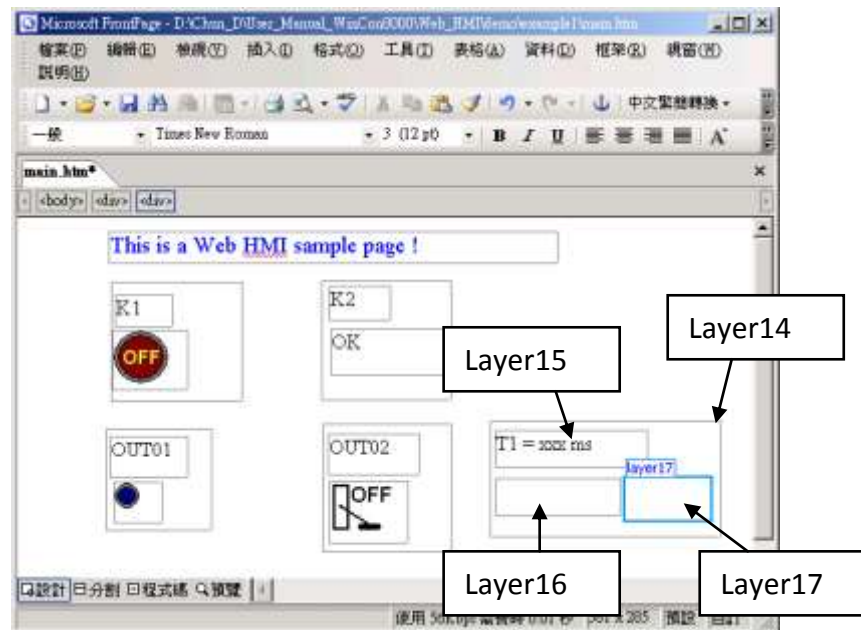 Microsoft FrontPage - D:\Chun_D\User_Manual_WinCon8000\Web_HMI\demo\example1\main.htm
檔案(F) 編輯(E) 檢視(V) 插入(I) 格式(O) 工具(T) 表格(A) 資料(D) 框架(R) 視窗(W)
說明(H)
中文繁簡轉換
一般 Times New Roman 3 (12 pt) B I U A
main.htm*
<body> <div> <div>
This is a Web HMI sample page !
K1
K2
OFF
OK
Layer15
Layer14
OUT01
OUT02
OFF
T1 = xxx ms
layer17
Layer16
Layer17
設計 分割 程式碼 預覽
預設 自訂